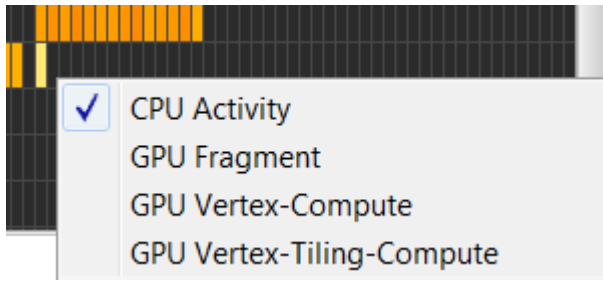 CPU Activity
GPU Fragment
GPU Vertex-Compute
GPU Vertex-Tiling-Compute